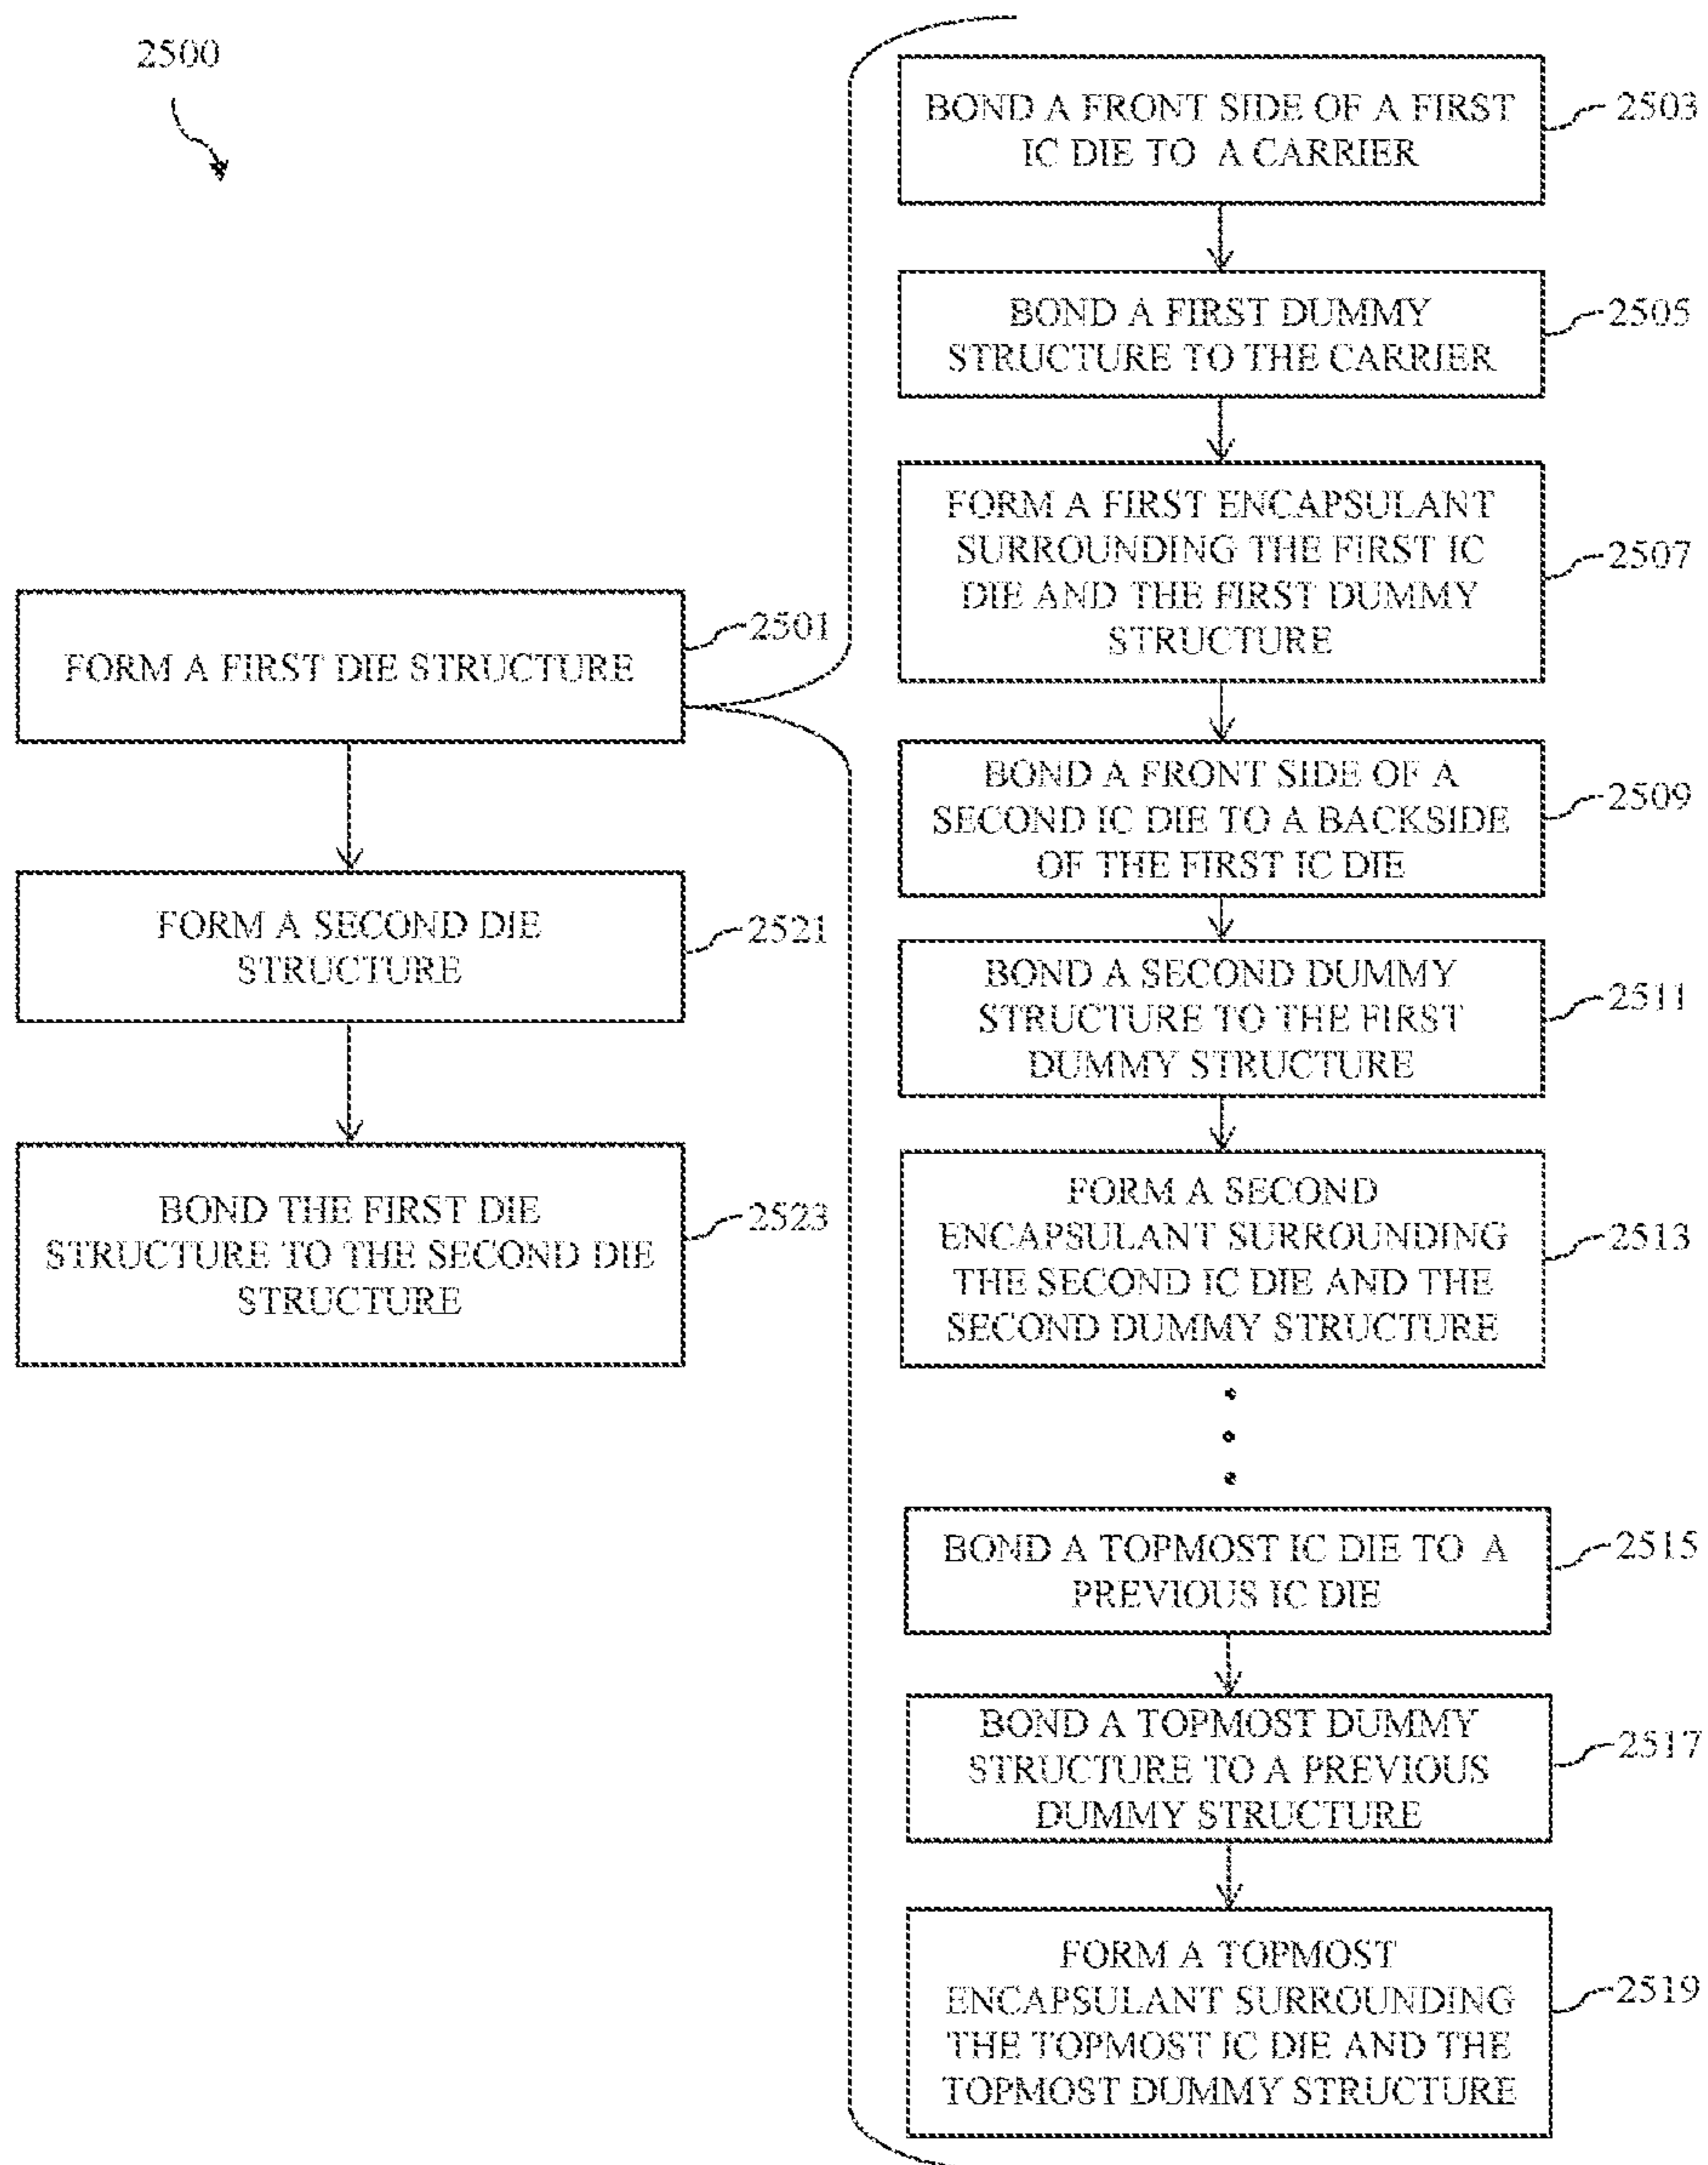 2500
FORM A FIRST DIE STRUCTURE
2501
FORM A SECOND DIE
STRUCTURE
2521
BOND THE FIRST DIE
STRUCTURE TO THE SECOND DIE
STRUCTURE
2523
BOND A FRONT SIDE OF A FIRST
IC DIE TO A CARRIER
2503
BOND A FIRST DUMMY
STRUCTURE TO THE CARRIER
2505
FORM A FIRST ENCAPSULANT
SURROUNDING THE FIRST IC
DIE AND THE FIRST DUMMY
STRUCTURE
2507
BOND A FRONT SIDE OF A
SECOND IC DIE TO A BACKSIDE
OF THE FIRST IC DIE
2509
BOND A SECOND DUMMY
STRUCTURE TO THE FIRST
DUMMY STRUCTURE
2511
FORM A SECOND
ENCAPSULANT SURROUNDING
THE SECOND IC DIE AND THE
SECOND DUMMY STRUCTURE
2513
BOND A TOPMOST IC DIE TO A
PREVIOUS IC DIE
2515
BOND A TOPMOST DUMMY
STRUCTURE TO A PREVIOUS
DUMMY STRUCTURE
2517
FORM A TOPMOST
ENCAPSULANT SURROUNDING
THE TOPMOST IC DIE AND THE
TOPMOST DUMMY STRUCTURE
2519